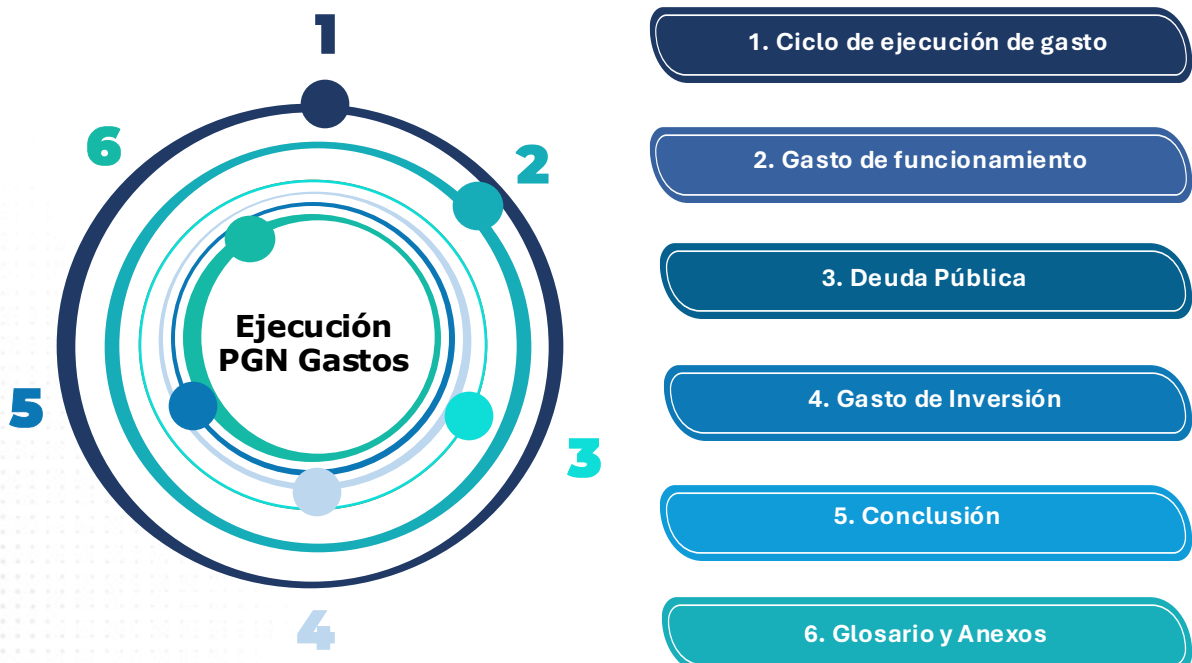 1
6
2
Ejecución
PGN Gastos
5
3
4
1. Ciclo de ejecución de gasto
2. Gasto de funcionamiento
3. Deuda Pública
4. Gasto de Inversión
5. Conclusión
6. Glosario y Anexos